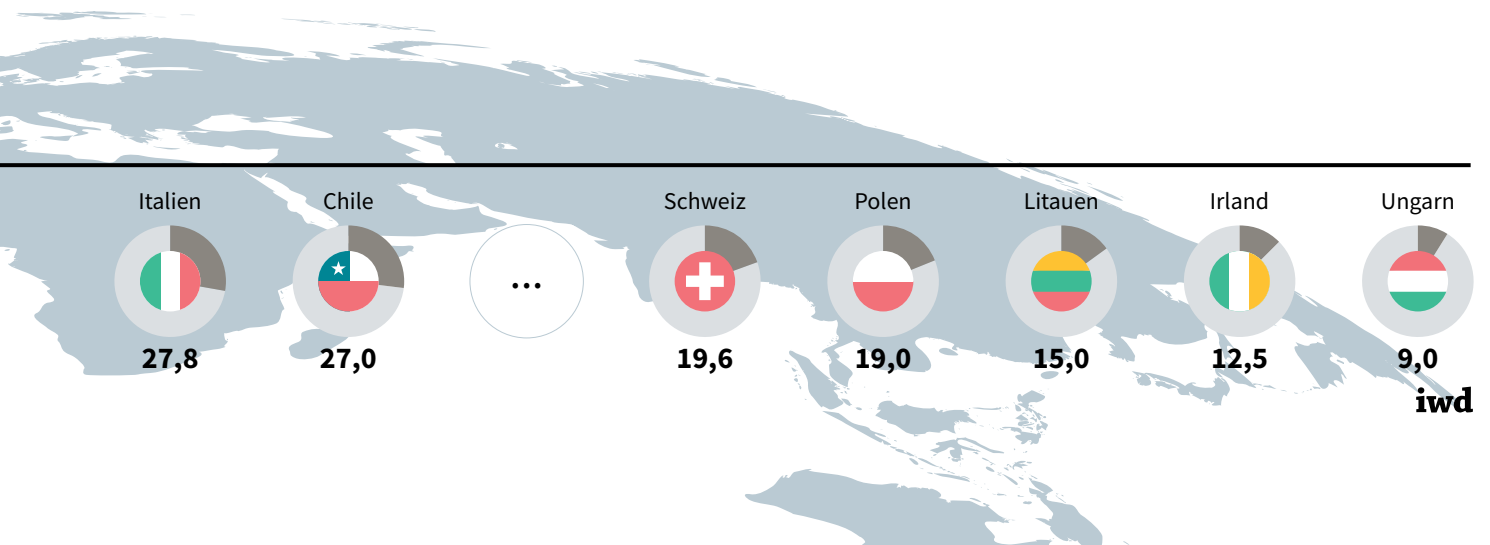 Italien
Chile
Schweiz
Polen
Litauen
Irland
Ungarn
...
27,8
27,0
19,6
19,0
15,0
12,5
9,0
iwd